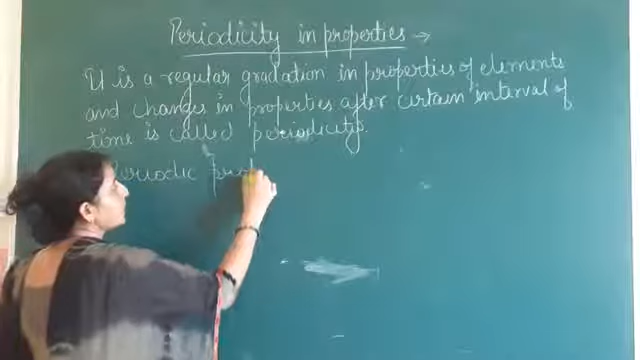 Periodicity in properties →
It is a regular gradation in properties of elements
and changes in properties after certain interval of
time is called periodicity.
Periodic prop